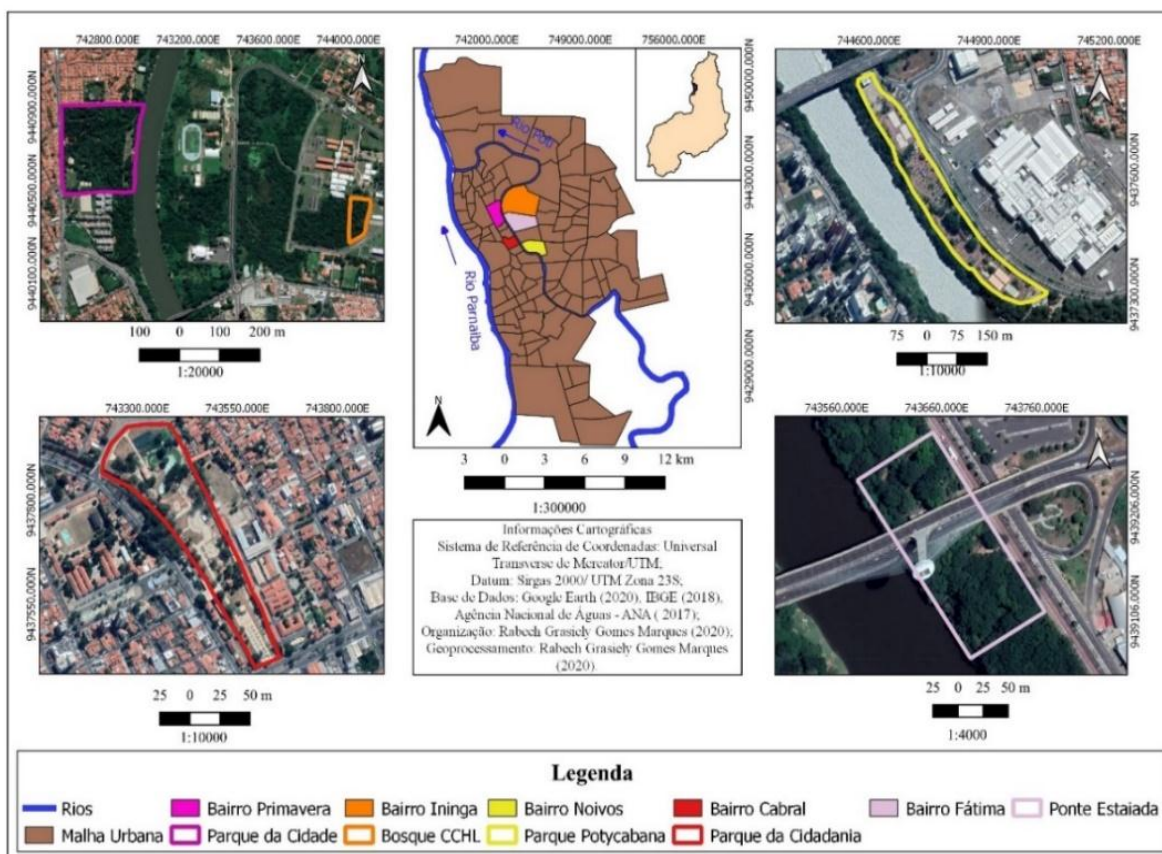 742800.000E 743200.000E 743600.000E 744000.000E
N
9440900.000N
9440500.000N
9440100.000N
100 0 100 200 m
1:20000
742000.000E 749000.000E 756000.000E
9450000.000N
9443000.000N
9436000.000N
9429000.000N
Rio Poti
Rio Parnaíba
N
3 0 3 6 9 12 km
1:300000
744600.000E 744900.000E 745200.000E
9437600.000N
9437300.000N
75 0 75 150 m
1:10000
743300.000E 743550.000E 743800.000E
9437800.000N
9437550.000N
25 0 25 50 m
1:10000
Informações Cartográficas
Sistema de Referência de Coordenadas: Universal
Transverse de Mercator/UTM;
Datum: Sirgas 2000/ UTM Zona 23S;
Base de Dados: Google Earth (2020), IBGE (2018),
Agência Nacional de Águas - ANA ( 2017);
Organização: Rabech Grasiely Gomes Marques (2020);
Geoprocessamento: Rabech Grasiely Gomes Marques
(2020).
743560.000E 743660.000E 743760.000E
9439206.000N
9439106.000N
25 0 25 50 m
1:4000
Legenda
Rios Bairro Primavera Bairro Ininga Bairro Noivos Bairro Cabral Bairro Fátima Ponte Estaiada
Malha Urbana Parque da Cidade Bosque CCHL Parque Potycabana Parque da Cidadania